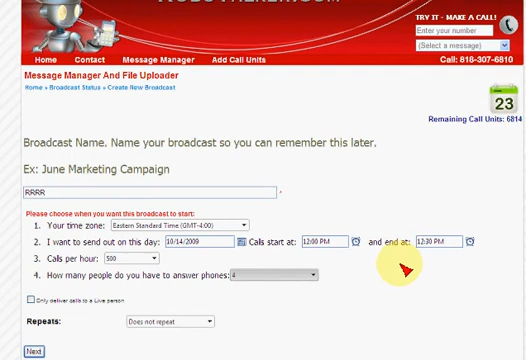 TRY IT - MAKE A CALL!
Enter your number
(Select a message)
Home Contact Message Manager Add Call Units Call: 818-307-6810
Message Manager And File Uploader
Home » Broadcast Status » Create New Broadcast
23
Remaining Call Units: 6814
Broadcast Name. Name your broadcast so you can remember this later.
Ex: June Marketing Campaign
RRRR *
Please choose when you want this broadcast to start:
1. Your time zone: Eastern Standard Time (GMT-4:00)
2. I want to send out on this day: 10/14/2009 Calls start at: 12:00 PM and end at: 12:30 PM
3. Calls per hour: 500
4. How many people do you have to answer phones: 4
Only deliver calls to a Live person
Repeats: Does not repeat
Next